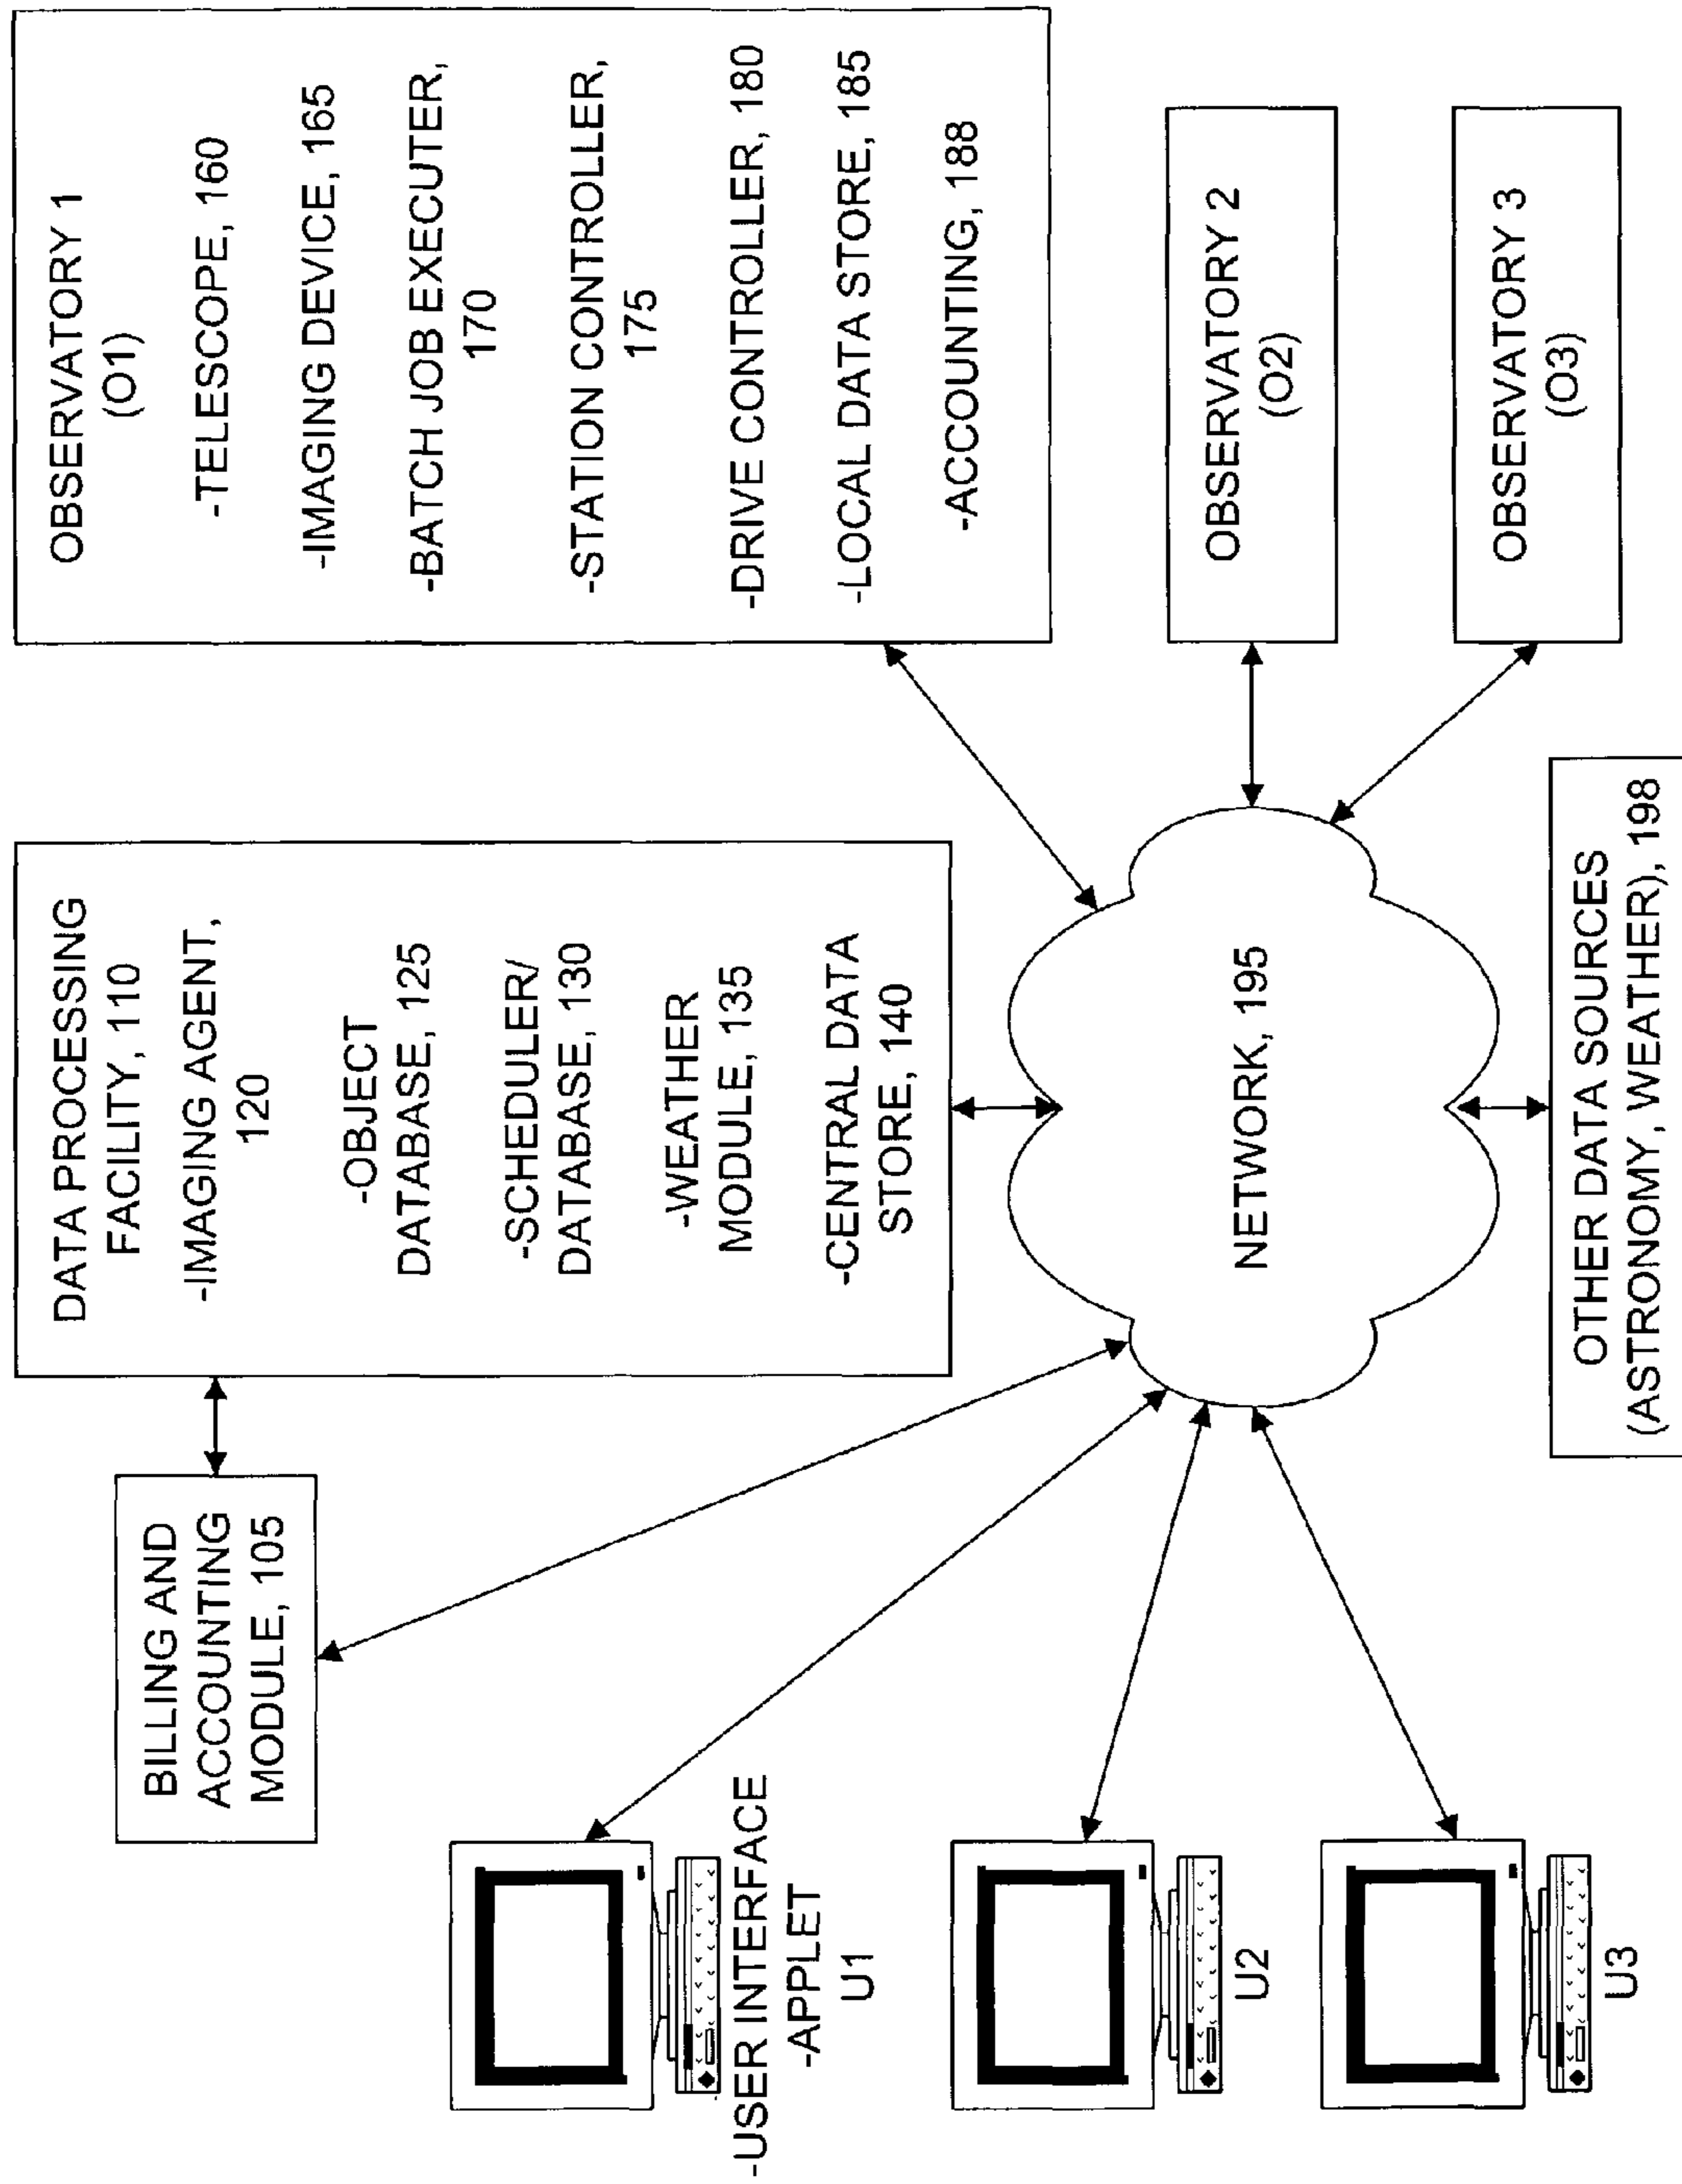 BILLING AND
ACCOUNTING
MODULE, 105
DATA PROCESSING
FACILITY, 110
-IMAGING AGENT,
120
-OBJECT
DATABASE, 125
-SCHEDULER/
DATABASE, 130
-WEATHER
MODULE, 135
-CENTRAL DATA
STORE, 140
OBSERVATORY 1
(O1)
-TELESCOPE, 160
-IMAGING DEVICE, 165
-BATCH JOB EXECUTER,
170
-STATION CONTROLLER,
175
-DRIVE CONTROLLER, 180
-LOCAL DATA STORE, 185
-ACCOUNTING, 188
-USER INTERFACE
-APPLET
U1
U2
U3
NETWORK, 195
OBSERVATORY 2
(O2)
OBSERVATORY 3
(O3)
OTHER DATA SOURCES
(ASTRONOMY, WEATHER), 198